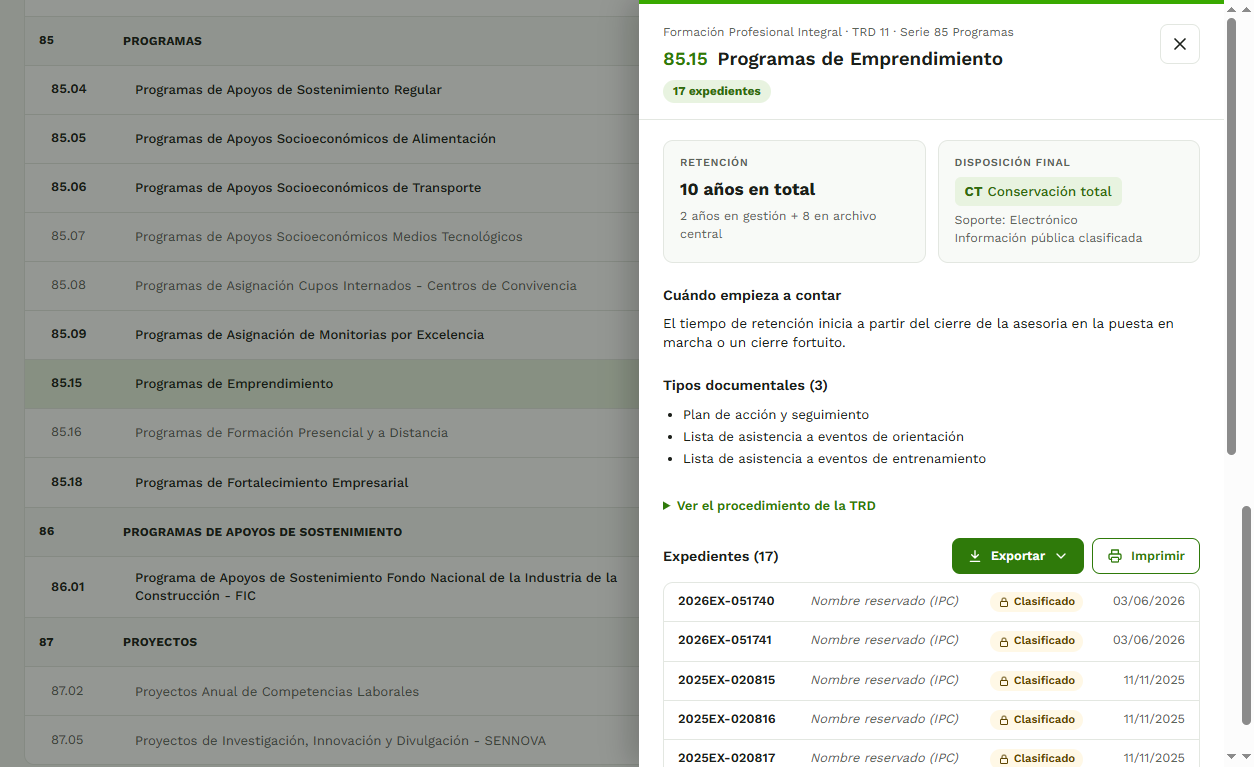 85 PROGRAMAS
85.04 Programas de Apoyos de Sostenimiento Regular
85.05 Programas de Apoyos Socioeconómicos de Alimentación
85.06 Programas de Apoyos Socioeconómicos de Transporte
85.07 Programas de Apoyos Socioeconómicos Medios Tecnológicos
85.08 Programas de Asignación Cupos Internados - Centros de Convivencia
85.09 Programas de Asignación de Monitorias por Excelencia
85.15 Programas de Emprendimiento
85.16 Programas de Formación Presencial y a Distancia
85.18 Programas de Fortalecimiento Empresarial
86 PROGRAMAS DE APOYOS DE SOSTENIMIENTO
86.01 Programa de Apoyos de Sostenimiento Fondo Nacional de la Industria de la
Construcción - FIC
87 PROYECTOS
87.02 Proyectos Anual de Competencias Laborales
87.05 Proyectos de Investigación, Innovación y Divulgación - SENNOVA
Formación Profesional Integral · TRD 11 · Serie 85 Programas
85.15 Programas de Emprendimiento
17 expedientes
RETENCIÓN
10 años en total
2 años en gestión + 8 en archivo
central
DISPOSICIÓN FINAL
CT Conservación total
Soporte: Electrónico
Información pública clasificada
Cuándo empieza a contar
El tiempo de retención inicia a partir del cierre de la asesoria en la puesta en
marcha o un cierre fortuito.
Tipos documentales (3)
• Plan de acción y seguimiento
• Lista de asistencia a eventos de orientación
• Lista de asistencia a eventos de entrenamiento
Ver el procedimiento de la TRD
Expedientes (17)
Exportar
Imprimir
2026EX-051740 Nombre reservado (IPC) Clasificado 03/06/2026
2026EX-051741 Nombre reservado (IPC) Clasificado 03/06/2026
2025EX-020815 Nombre reservado (IPC) Clasificado 11/11/2025
2025EX-020816 Nombre reservado (IPC) Clasificado 11/11/2025
2025EX-020817 Nombre reservado (IPC) Clasificado 11/11/2025